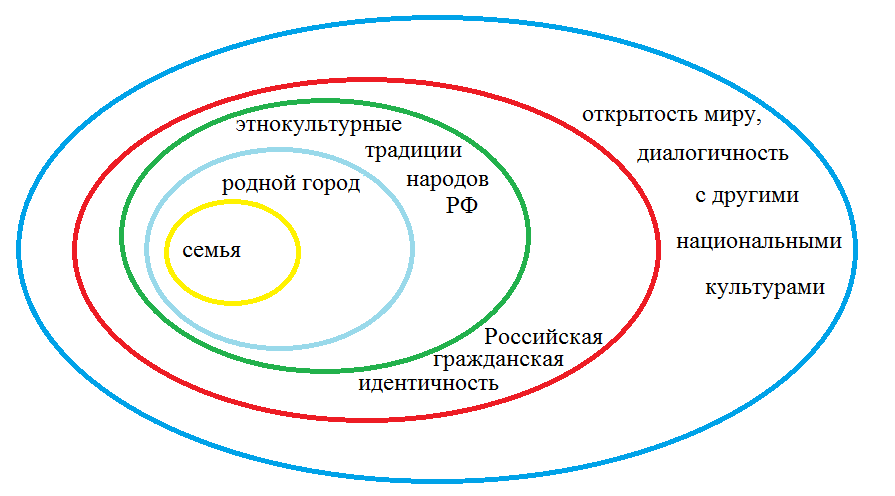 открытость миру,
диалогичность
с другими
национальными
культурами
этнокультурные
традиции
народов
РФ
родной город
семья
Российская
гражданская
идентичность